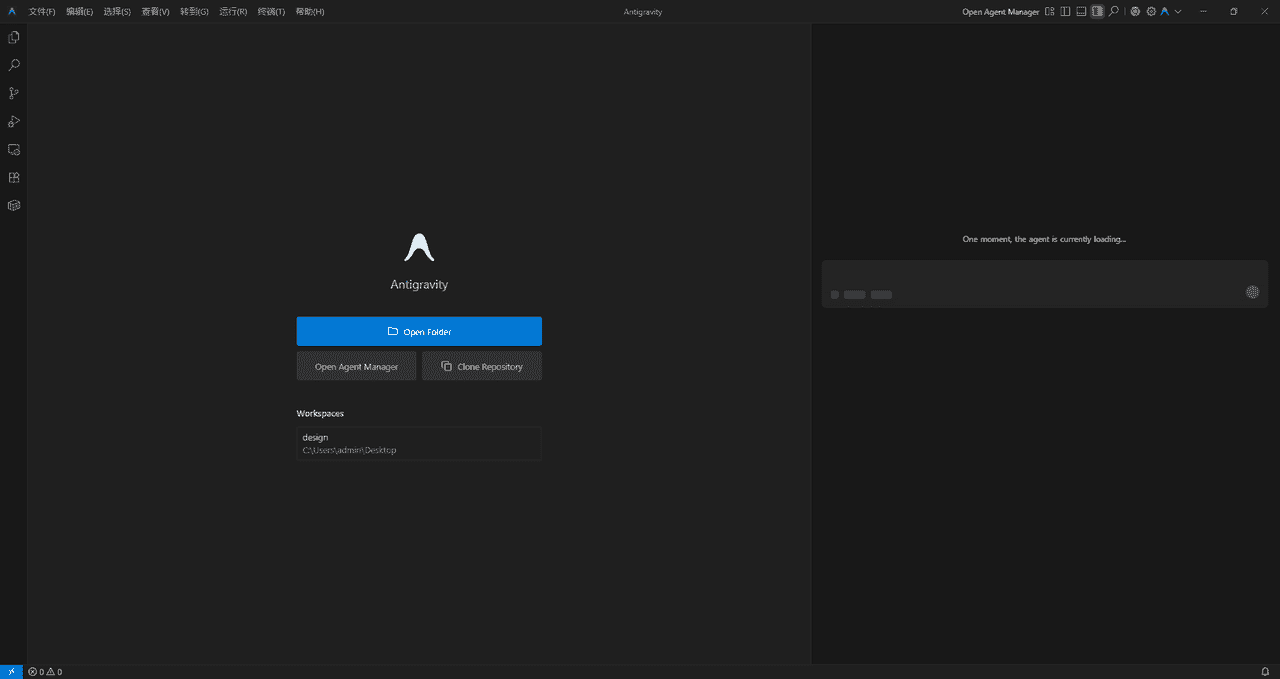 文件(F) 编辑(E) 选择(S) 查看(V) 转到(G) 运行(R) 终端(T) 帮助(H) Antigravity Open Agent Manager
One moment, the agent is currently loading...
Antigravity
Open Folder
Open Agent Manager Clone Repository
Workspaces
design
C:\Users\admin\Desktop
0 0